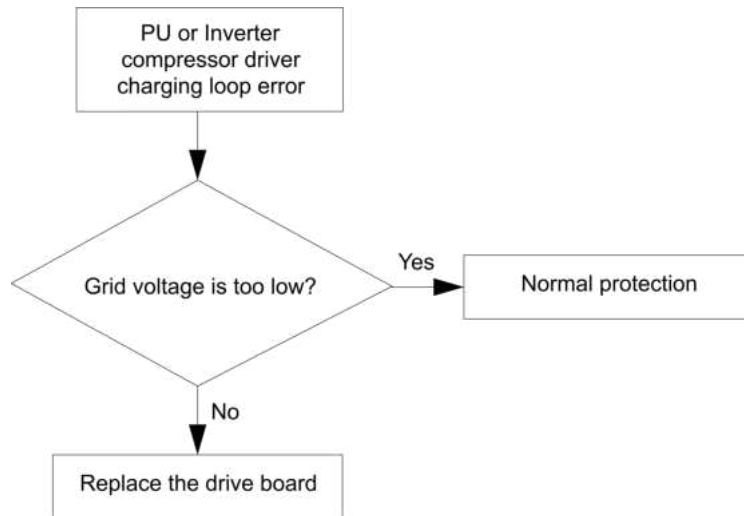 PU or Inverter
compressor driver
charging loop error
Grid voltage is too low?
Yes
Normal protection
No
Replace the drive board